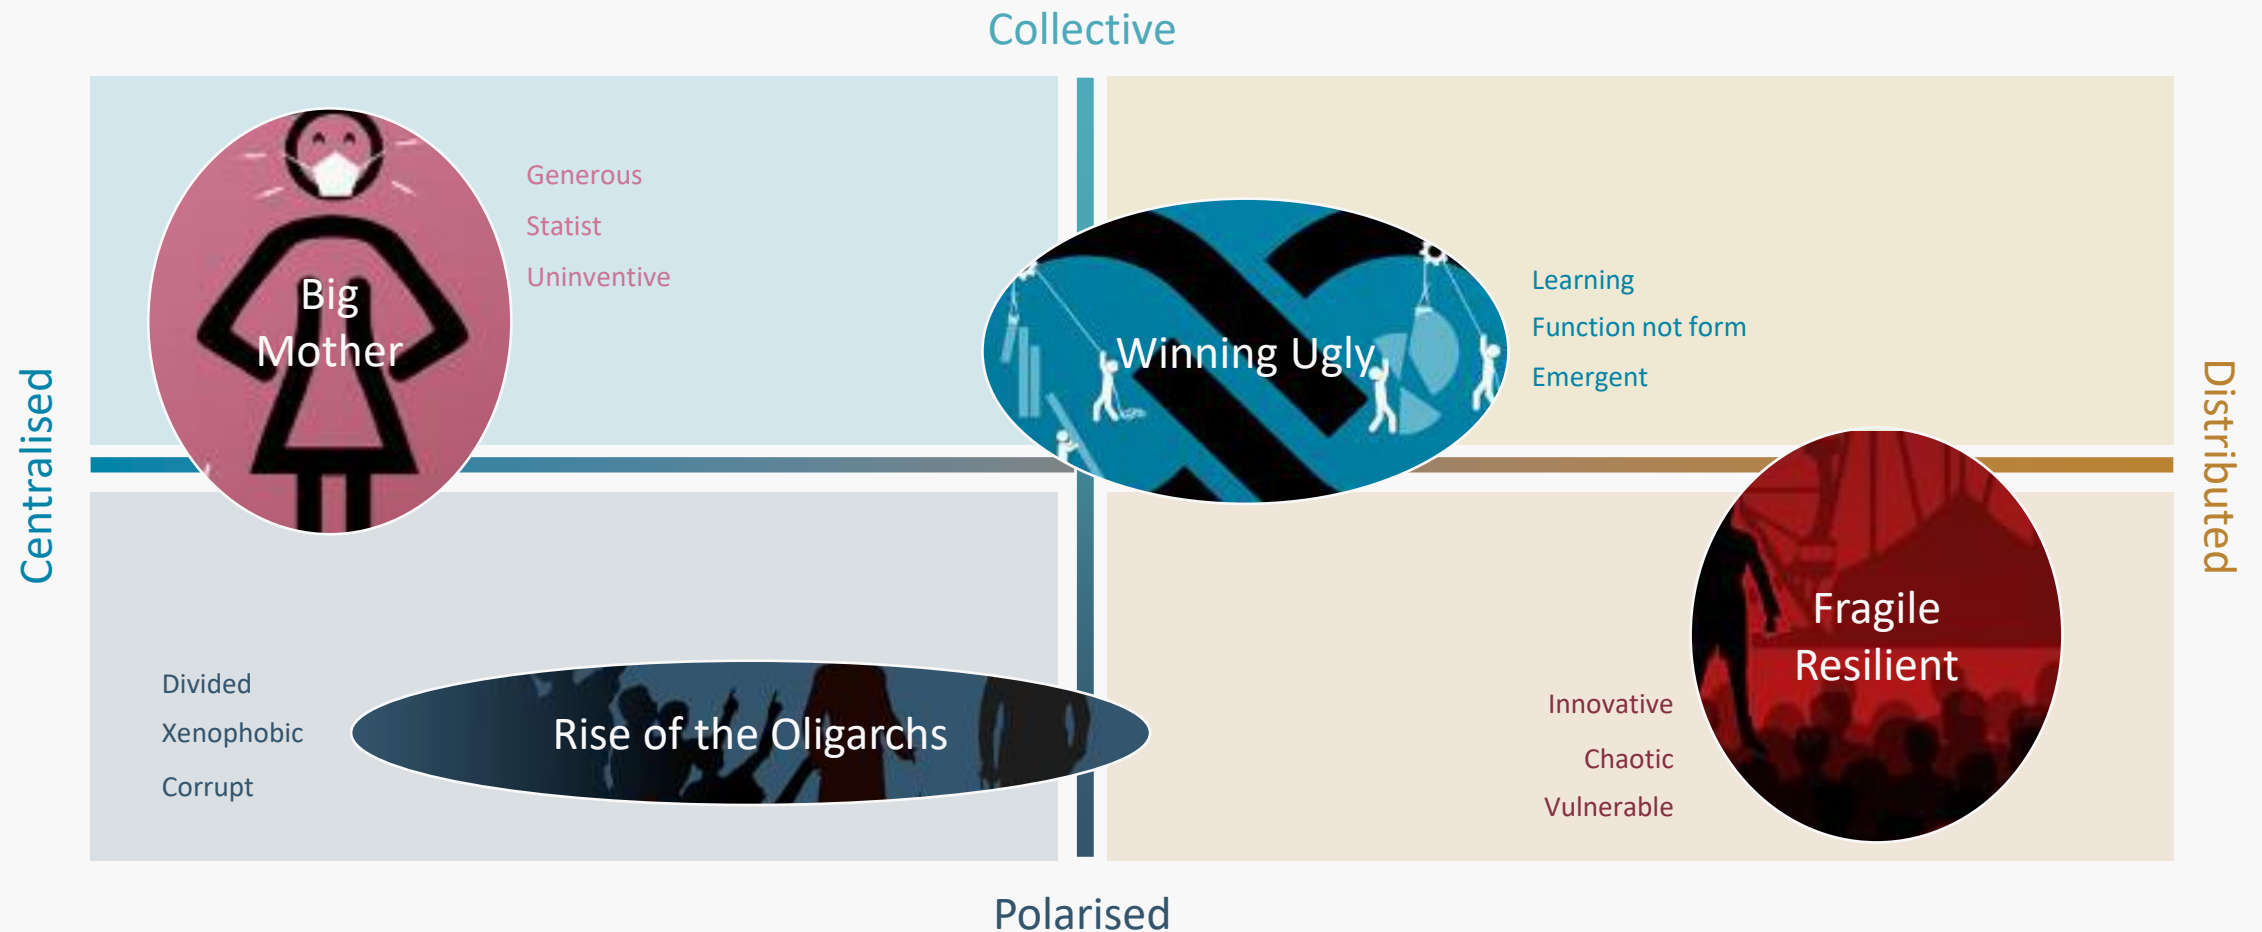 Collective
Centralised
Big
Mother
Generous
Statist
Uninventive
Winning Ugly
Learning
Function not form
Emergent
Distributed
Divided
Xenophobic
Corrupt
Rise of the Oligarchs
Innovative
Chaotic
Vulnerable
Fragile
Resilient
Polarised